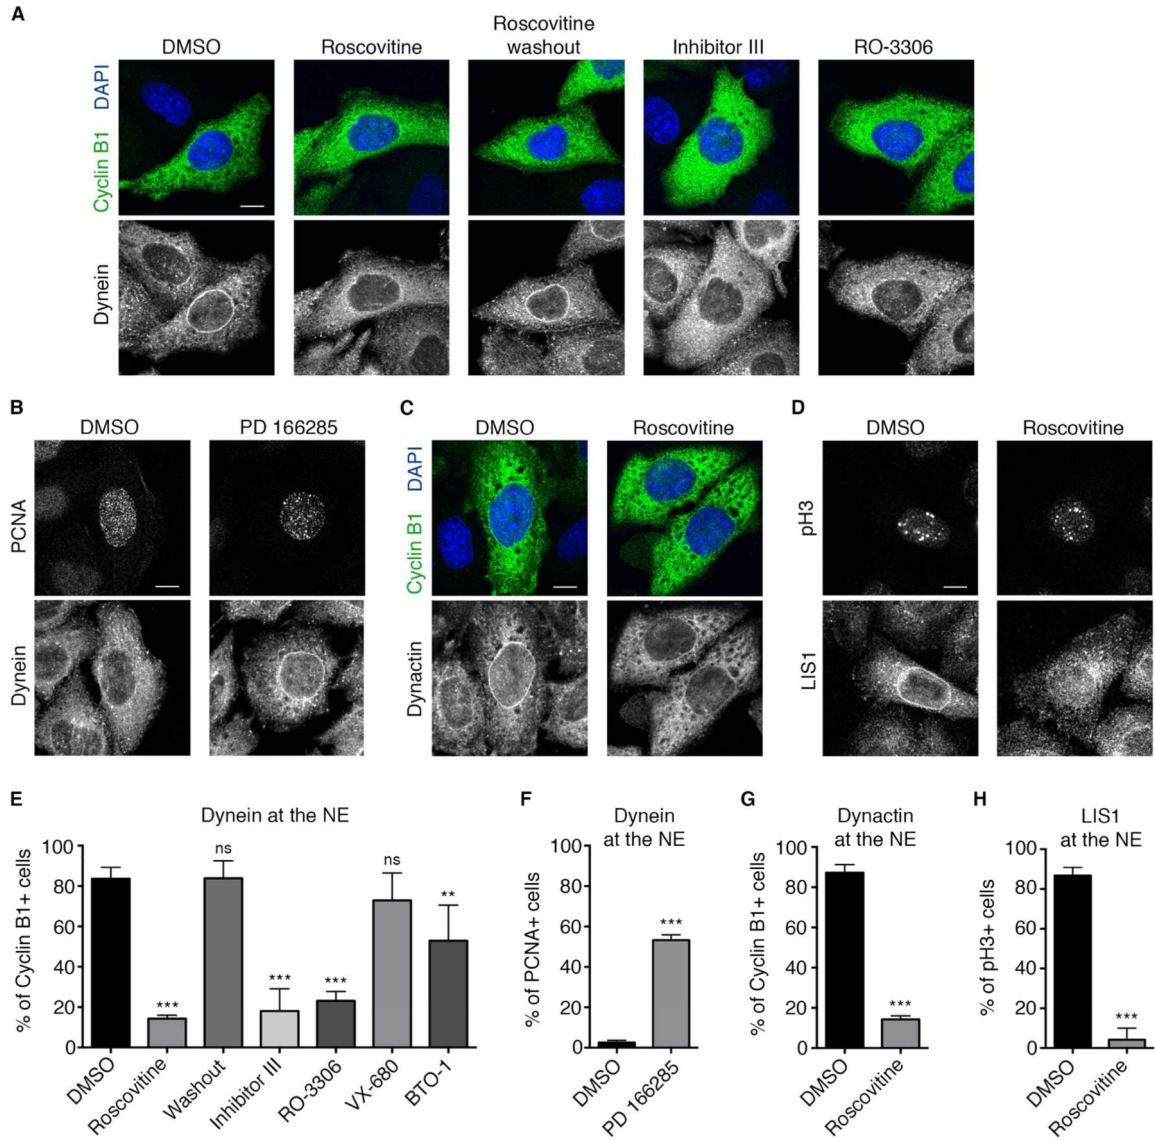 A
DMSO
Roscovitine
Roscovitine
washout
Inhibitor III
RO-3306
Cyclin B1 DAPI
Dynein
B
DMSO
PD 166285
PCNA
Dynein
C
DMSO
Roscovitine
Cyclin B1 DAPI
Dynactin
D
DMSO
Roscovitine
pH3
LIS1
E
Dynein at the NE
% of Cyclin B1+ cells
100
80
60
40
20
0
***
ns
***
***
ns
**
DMSO
Roscovitine
Washout
Inhibitor III
RO-3306
VX-680
BTO-1
F
Dynein
at the NE
% of PCNA+ cells
100
80
60
40
20
0
***
DMSO
PD 166285
G
Dynactin
at the NE
% of Cyclin B1+ cells
100
80
60
40
20
0
***
DMSO
Roscovitine
H
LIS1
at the NE
% of pH3+ cells
100
80
60
40
20
0
***
DMSO
Roscovitine